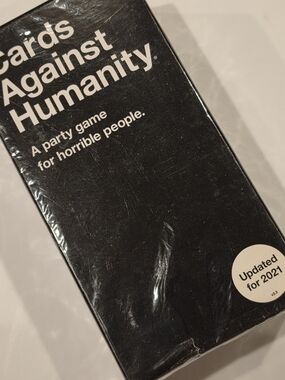 Cards
Against
Humanity
A party game
for horrible people.
Updated
for 2021